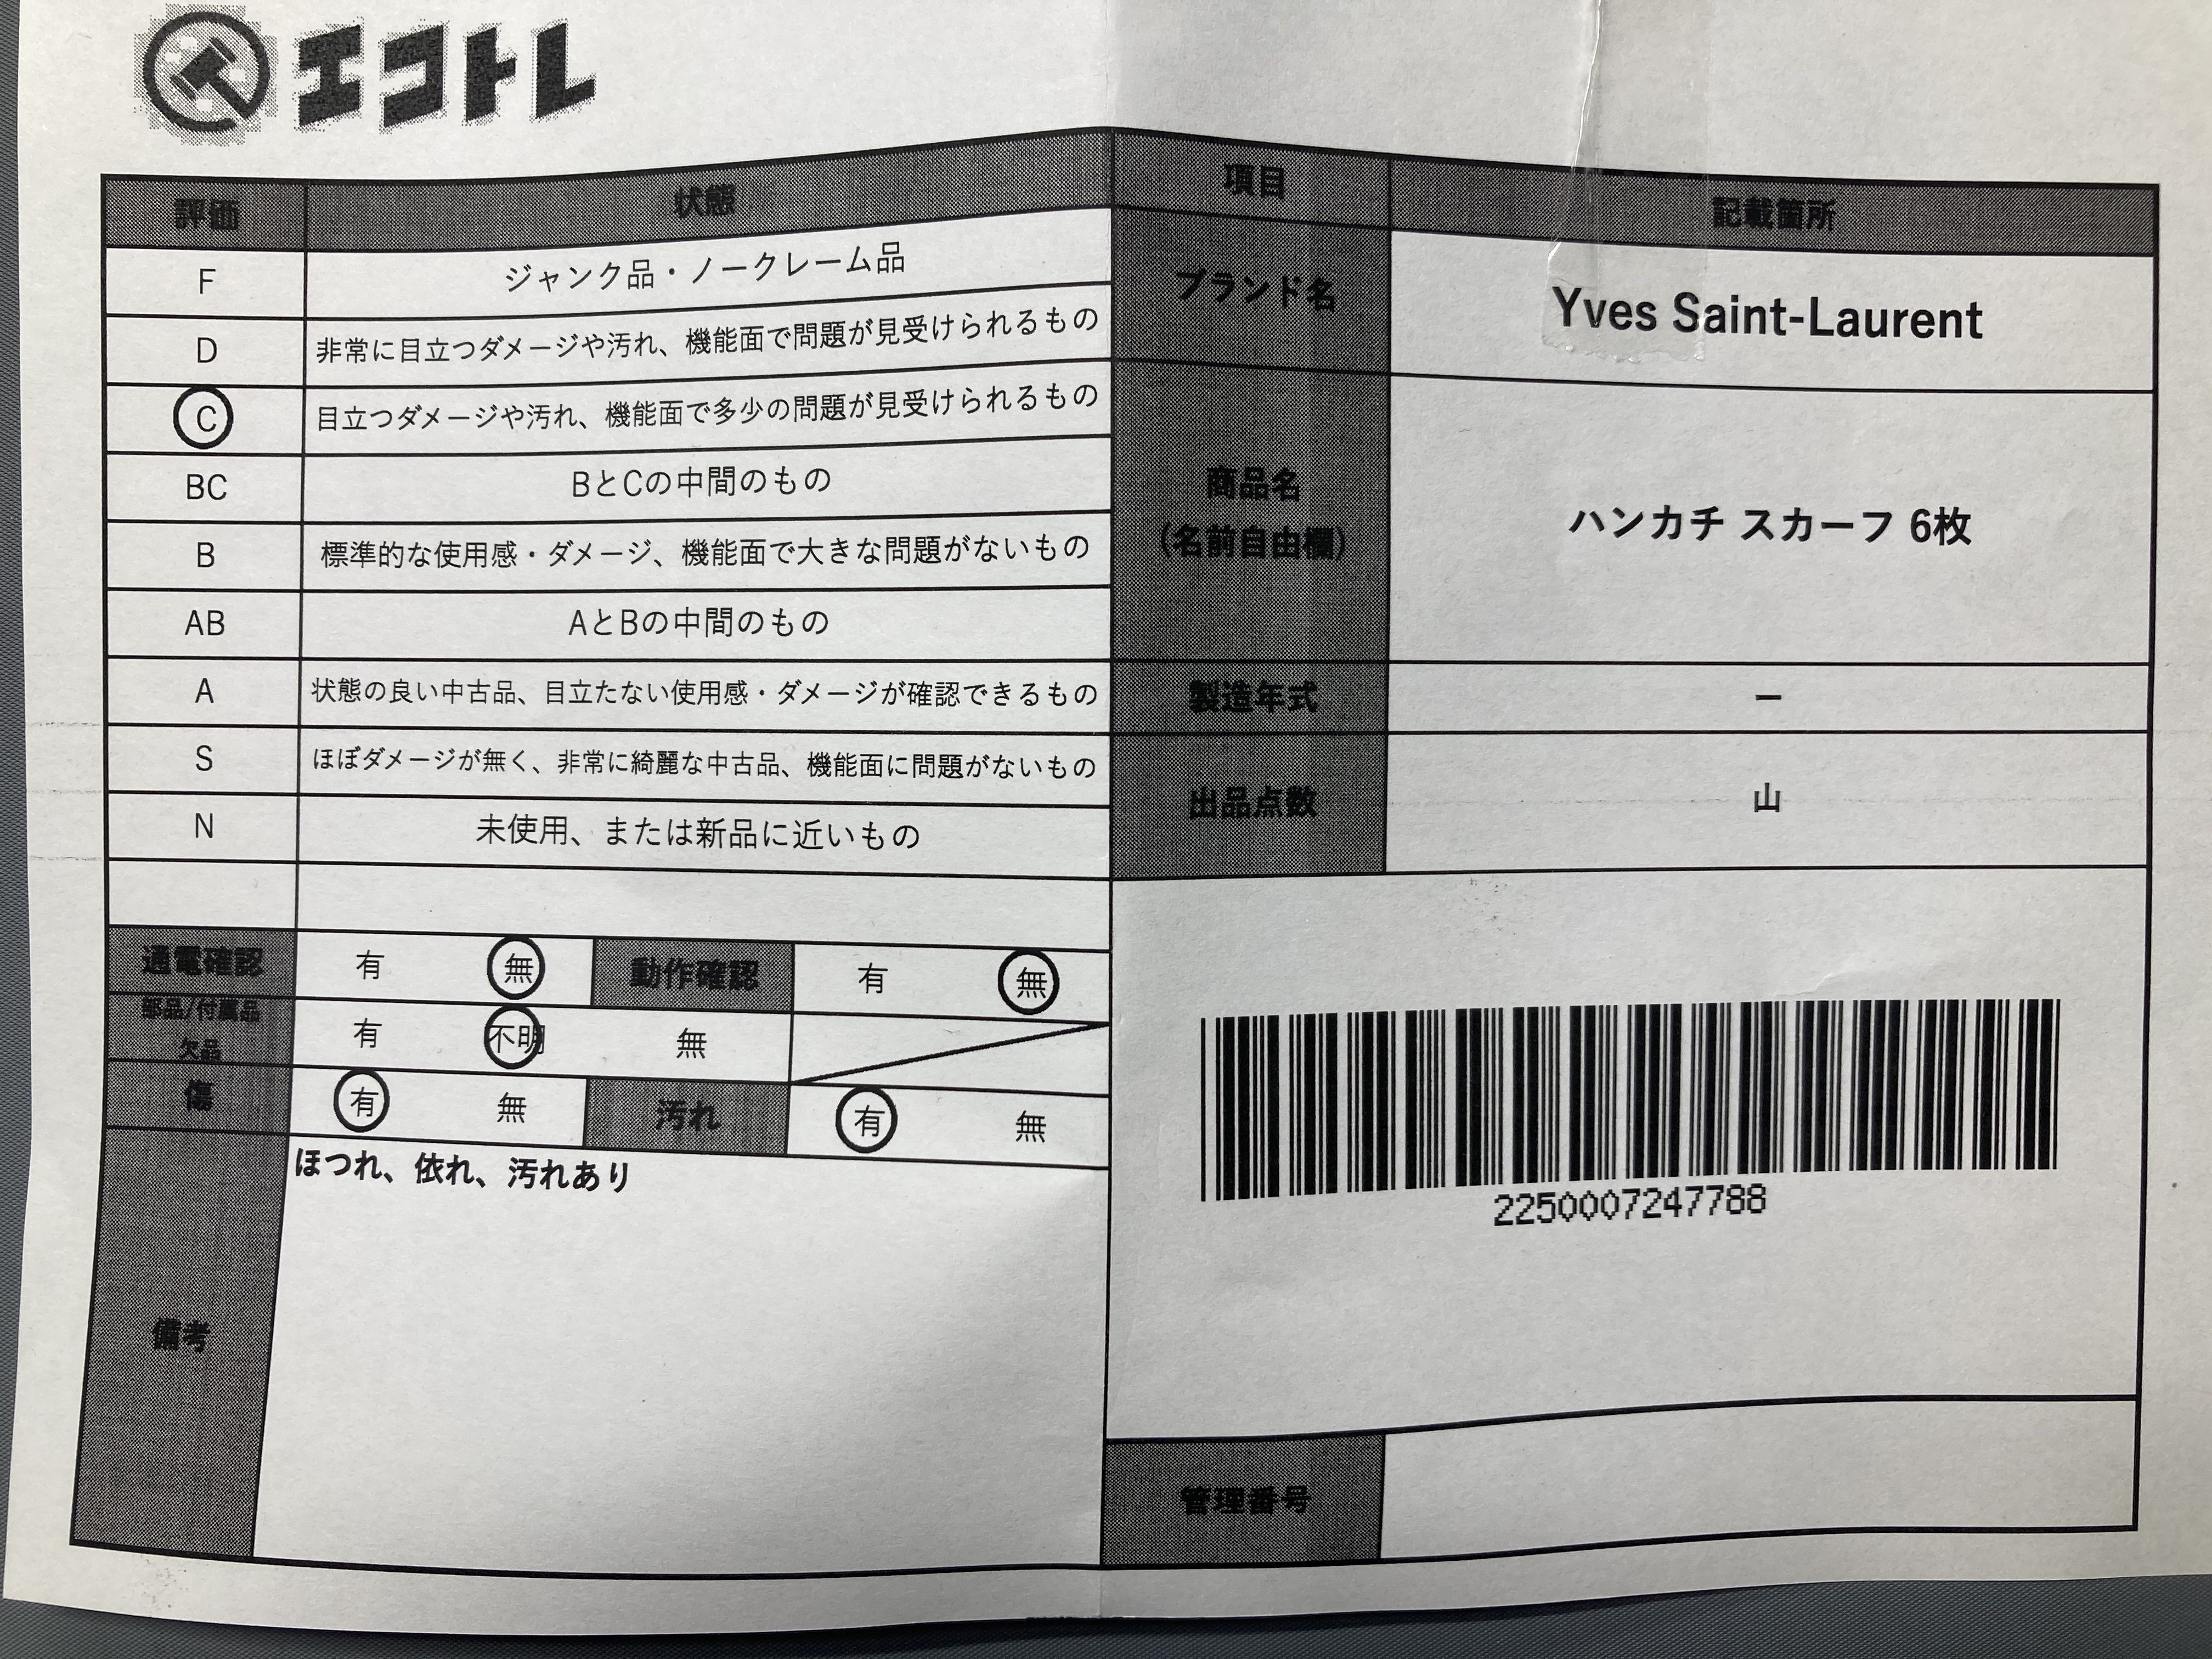 エコトレ
評価 状態
F ジャンク品・ノークレーム品
D 非常に目立つダメージや汚れ、機能面で問題が見受けられるもの
C 目立つダメージや汚れ、機能面で多少の問題が見受けられるもの
BC BとCの中間のもの
B 標準的な使用感・ダメージ、機能面で大きな問題がないもの
AB AとBの中間のもの
A 状態の良い中古品、目立たない使用感・ダメージが確認できるもの
S ほぼダメージが無く、非常に綺麗な中古品、機能面に問題がないもの
N 未使用、または新品に近いもの
通電確認 有 無 動作確認 有 無
部品/付属品
欠品 有 不明 無
傷 有 無 汚れ 有 無
備考 ほつれ、依れ、汚れあり
項目 記載箇所
ブランド名 Yves Saint-Laurent
商品名
(名前自由欄) ハンカチ スカーフ 6枚
製造年式 ー
出品点数 山
2250007247788
管理番号